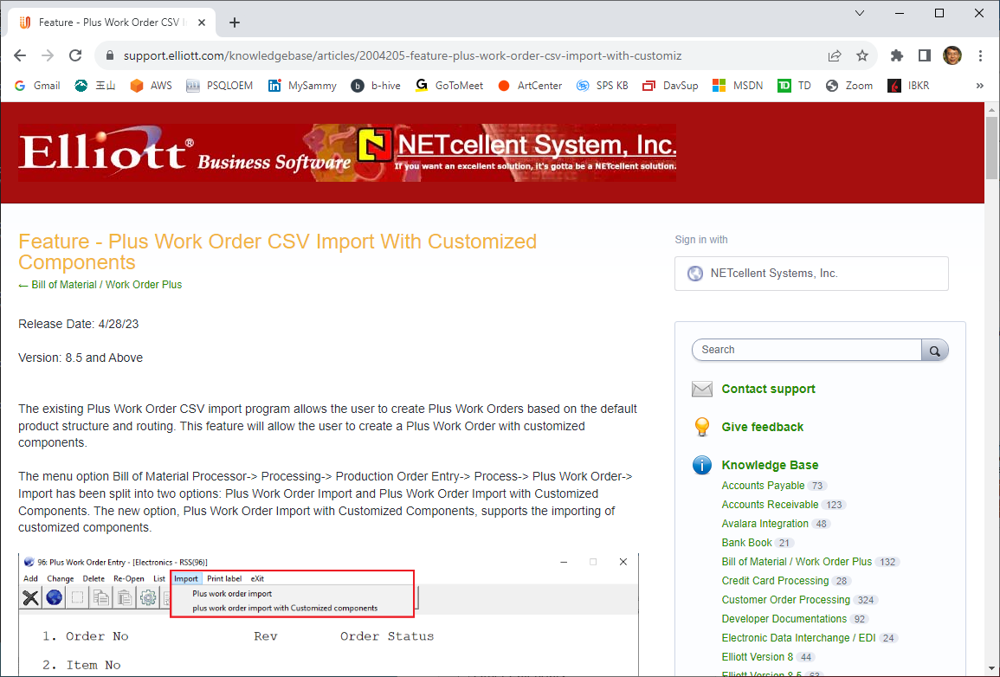 Feature - Plus Work Order CSV I
support.elliott.com/knowledgebase/articles/2004205-feature-plus-work-order-csv-import-with-customiz
Gmail
玉山
AWS
PSQLOEM
MySammy
b-hive
GoToMeet
ArtCenter
SPS KB
DavSup
MSDN
TD
Zoom
IBKR
»
Elliott® Business Software
NETcellent System, Inc.
If you want an excellent solution, it's gotta be a NETcellent solution.
Feature - Plus Work Order CSV Import With Customized
Components
← Bill of Material / Work Order Plus
Release Date: 4/28/23
Version: 8.5 and Above
The existing Plus Work Order CSV import program allows the user to create Plus Work Orders based on the default
product structure and routing. This feature will allow the user to create a Plus Work Order with customized
components.
The menu option Bill of Material Processor-> Processing-> Production Order Entry-> Process-> Plus Work Order->
Import has been split into two options: Plus Work Order Import and Plus Work Order Import with Customized
Components. The new option, Plus Work Order Import with Customized Components, supports the importing of
customized components.
96: Plus Work Order Entry - [Electronics - RSS(96)]
Add Change Delete Re-Open List Import Print label eXit
Plus work order import
plus work order import with Customized components
1. Order No Rev Order Status
2. Item No
Sign in with
NETcellent Systems, Inc.
Search
Contact support
Give feedback
Knowledge Base
Accounts Payable 73
Accounts Receivable 123
Avalara Integration 48
Bank Book 21
Bill of Material / Work Order Plus 132
Credit Card Processing 28
Customer Order Processing 324
Developer Documentations 92
Electronic Data Interchange / EDI 24
Elliott Version 8 44
Elliott Version 8.5 63